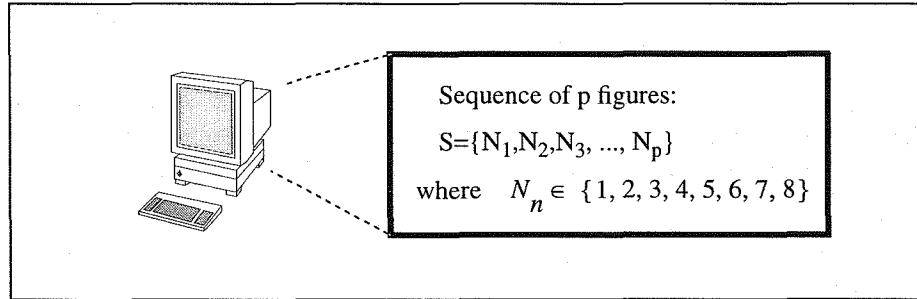 Sequence of p figures:
S={N₁,N₂,N₃, ..., Nₚ}
where Nₙ ∈ {1, 2, 3, 4, 5, 6, 7, 8}